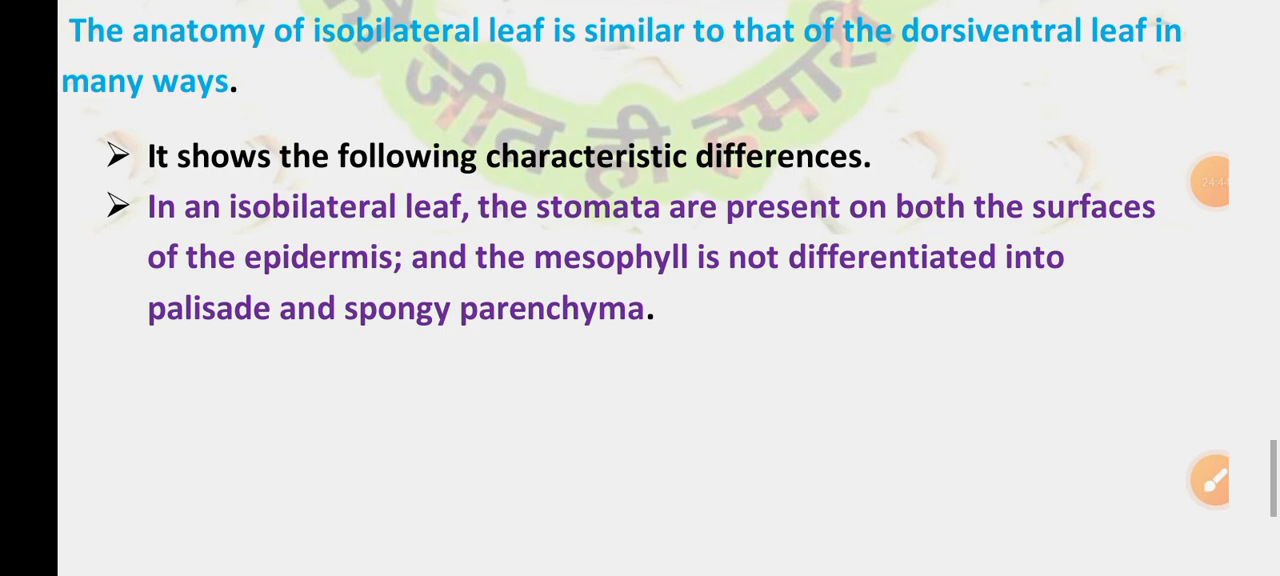 The anatomy of isobilateral leaf is similar to that of the dorsiventral leaf in
many ways.
जीत ही हमारी
It shows the following characteristic differences.
In an isobilateral leaf, the stomata are present on both the surfaces
of the epidermis; and the mesophyll is not differentiated into
palisade and spongy parenchyma.